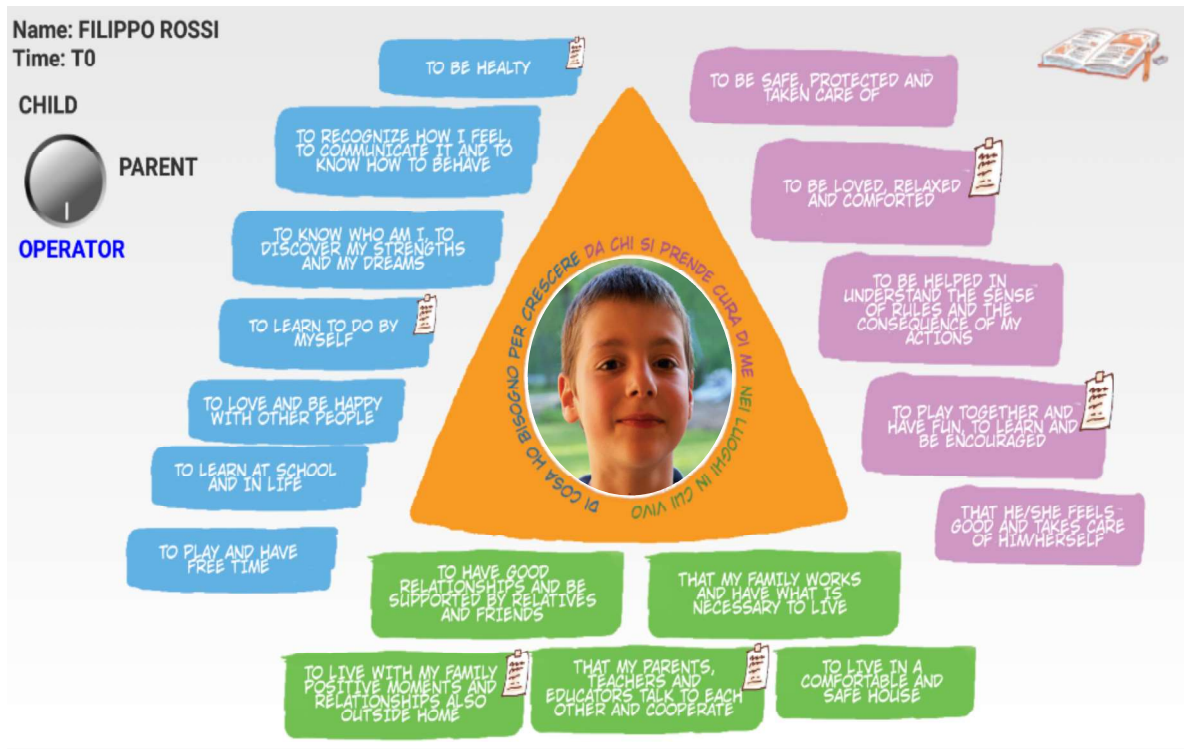 Name: FILIPPO ROSSI
Time: T0
CHILD
PARENT
OPERATOR
TO BE HEALTY
TO RECOGNIZE HOW I FEEL,
TO COMMUNICATE IT AND TO
KNOW HOW TO BEHAVE
TO KNOW WHO AM I, TO
DISCOVER MY STRENGTHS
AND MY DREAMS
TO LEARN TO DO BY
MYSELF
TO LOVE AND BE HAPPY
WITH OTHER PEOPLE
TO LEARN AT SCHOOL
AND IN LIFE
TO PLAY AND HAVE
FREE TIME
DI COSA HO BISOGNO PER CRESCERE
DA CHI SI PRENDE CURA DI ME
NEI LUOGHI IN CUI VIVO
TO BE SAFE, PROTECTED AND
TAKEN CARE OF
TO BE LOVED, RELAXED
AND COMFORTED
TO BE HELPED IN
UNDERSTAND THE SENSE
OF RULES AND THE
CONSEQUENCE OF MY
ACTIONS
TO PLAY TOGETHER AND
HAVE FUN, TO LEARN AND
BE ENCOURAGED
THAT HE/SHE FEELS
GOOD AND TAKES CARE
OF HIM/HERSELF
TO HAVE GOOD
RELATIONSHIPS AND BE
SUPPORTED BY RELATIVES
AND FRIENDS
THAT MY FAMILY WORKS
AND HAVE WHAT IS
NECESSARY TO LIVE
TO LIVE WITH MY FAMILY
POSITIVE MOMENTS AND
RELATIONSHIPS ALSO
OUTSIDE HOME
THAT MY PARENTS,
TEACHERS AND
EDUCATORS TALK TO EACH
OTHER AND COOPERATE
TO LIVE IN A
COMFORTABLE AND
SAFE HOUSE